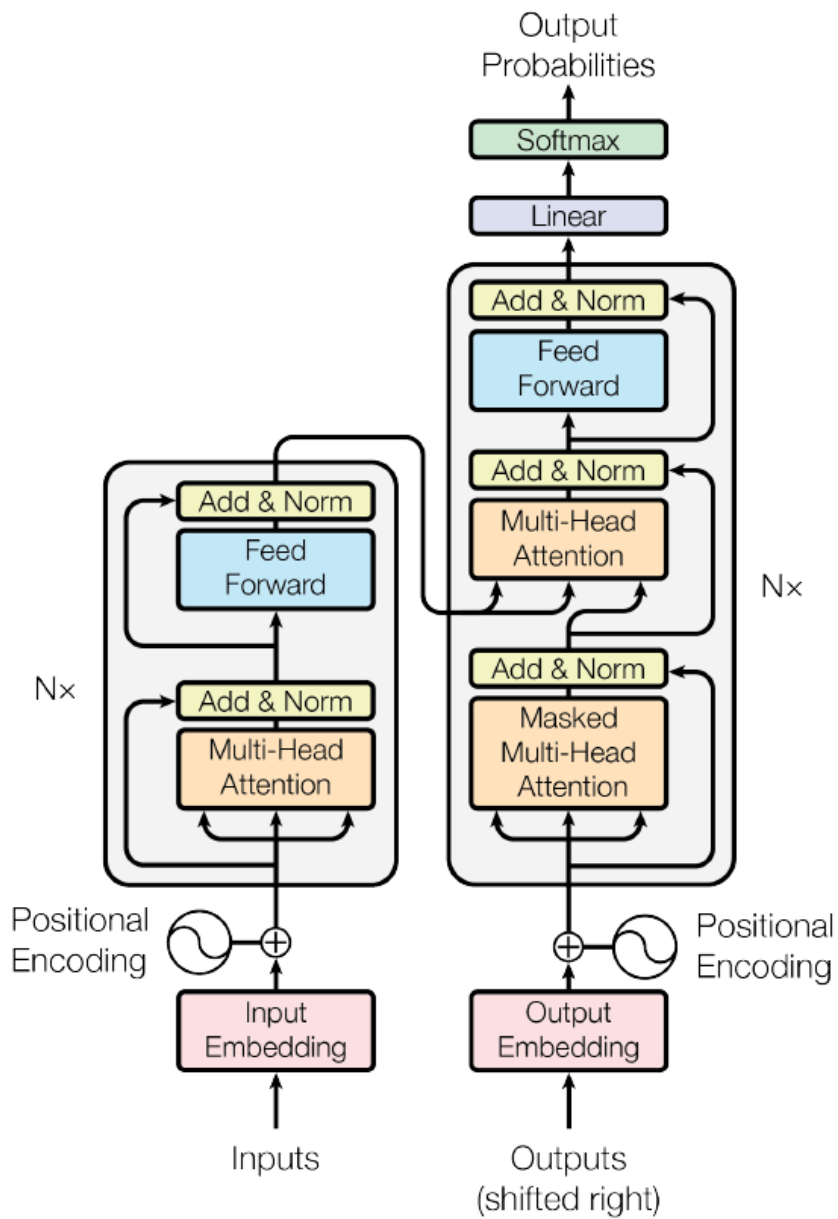 Output
Probabilities
Softmax
Linear
Add & Norm
Feed
Forward
Add & Norm
Multi-Head
Attention
N×
Add & Norm
Masked
Multi-Head
Attention
Add & Norm
Feed
Forward
N×
Add & Norm
Multi-Head
Attention
Positional
Encoding
Positional
Encoding
Input
Embedding
Output
Embedding
Inputs
Outputs
(shifted right)